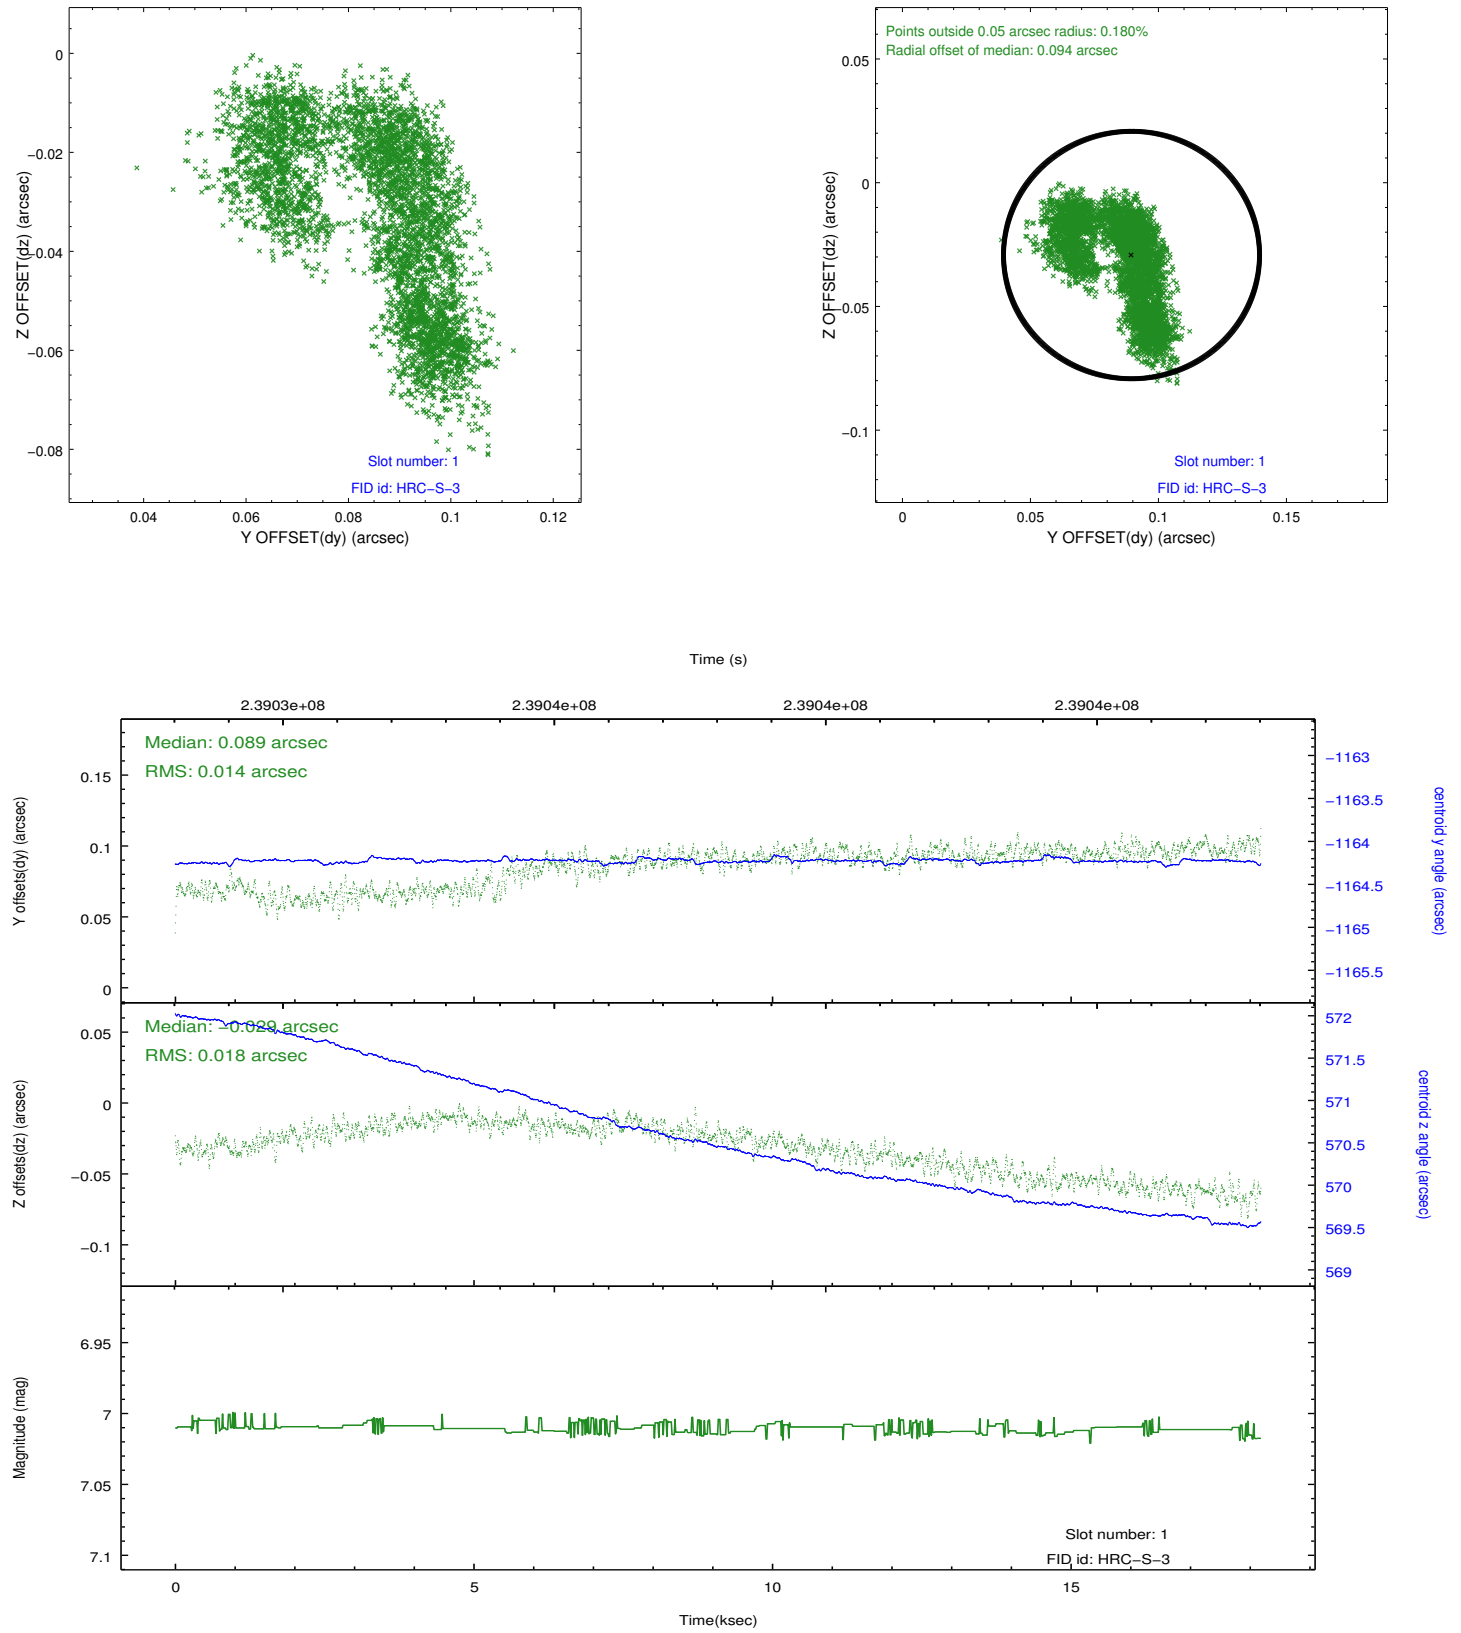 0
−0.02
−0.04
−0.06
−0.08
Z OFFSET(dz) (arcsec)
Slot number: 1
FID id: HRC−S−3
0.04 0.06 0.08 0.1 0.12
Y OFFSET(dy) (arcsec)
Points outside 0.05 arcsec radius: 0.180%
Radial offset of median: 0.094 arcsec
0.05
0
−0.05
−0.1
Z OFFSET(dz) (arcsec)
Slot number: 1
FID id: HRC−S−3
0 0.05 0.1 0.15
Y OFFSET(dy) (arcsec)
Time (s)
2.3903e+08 2.3904e+08 2.3904e+08 2.3904e+08
Median: 0.089 arcsec
RMS: 0.014 arcsec
0.15
0.1
0.05
0
Y offsets(dy) (arcsec)
−1163
−1163.5
−1164
−1164.5
−1165
−1165.5
centroid y angle (arcsec)
Median: −0.029 arcsec
RMS: 0.018 arcsec
0.05
0
−0.05
−0.1
Z offsets(dz) (arcsec)
572
571.5
571
570.5
570
569.5
569
centroid z angle (arcsec)
6.95
7
7.05
7.1
Magnitude (mag)
Slot number: 1
FID id: HRC−S−3
0 5 10 15
Time(ksec)